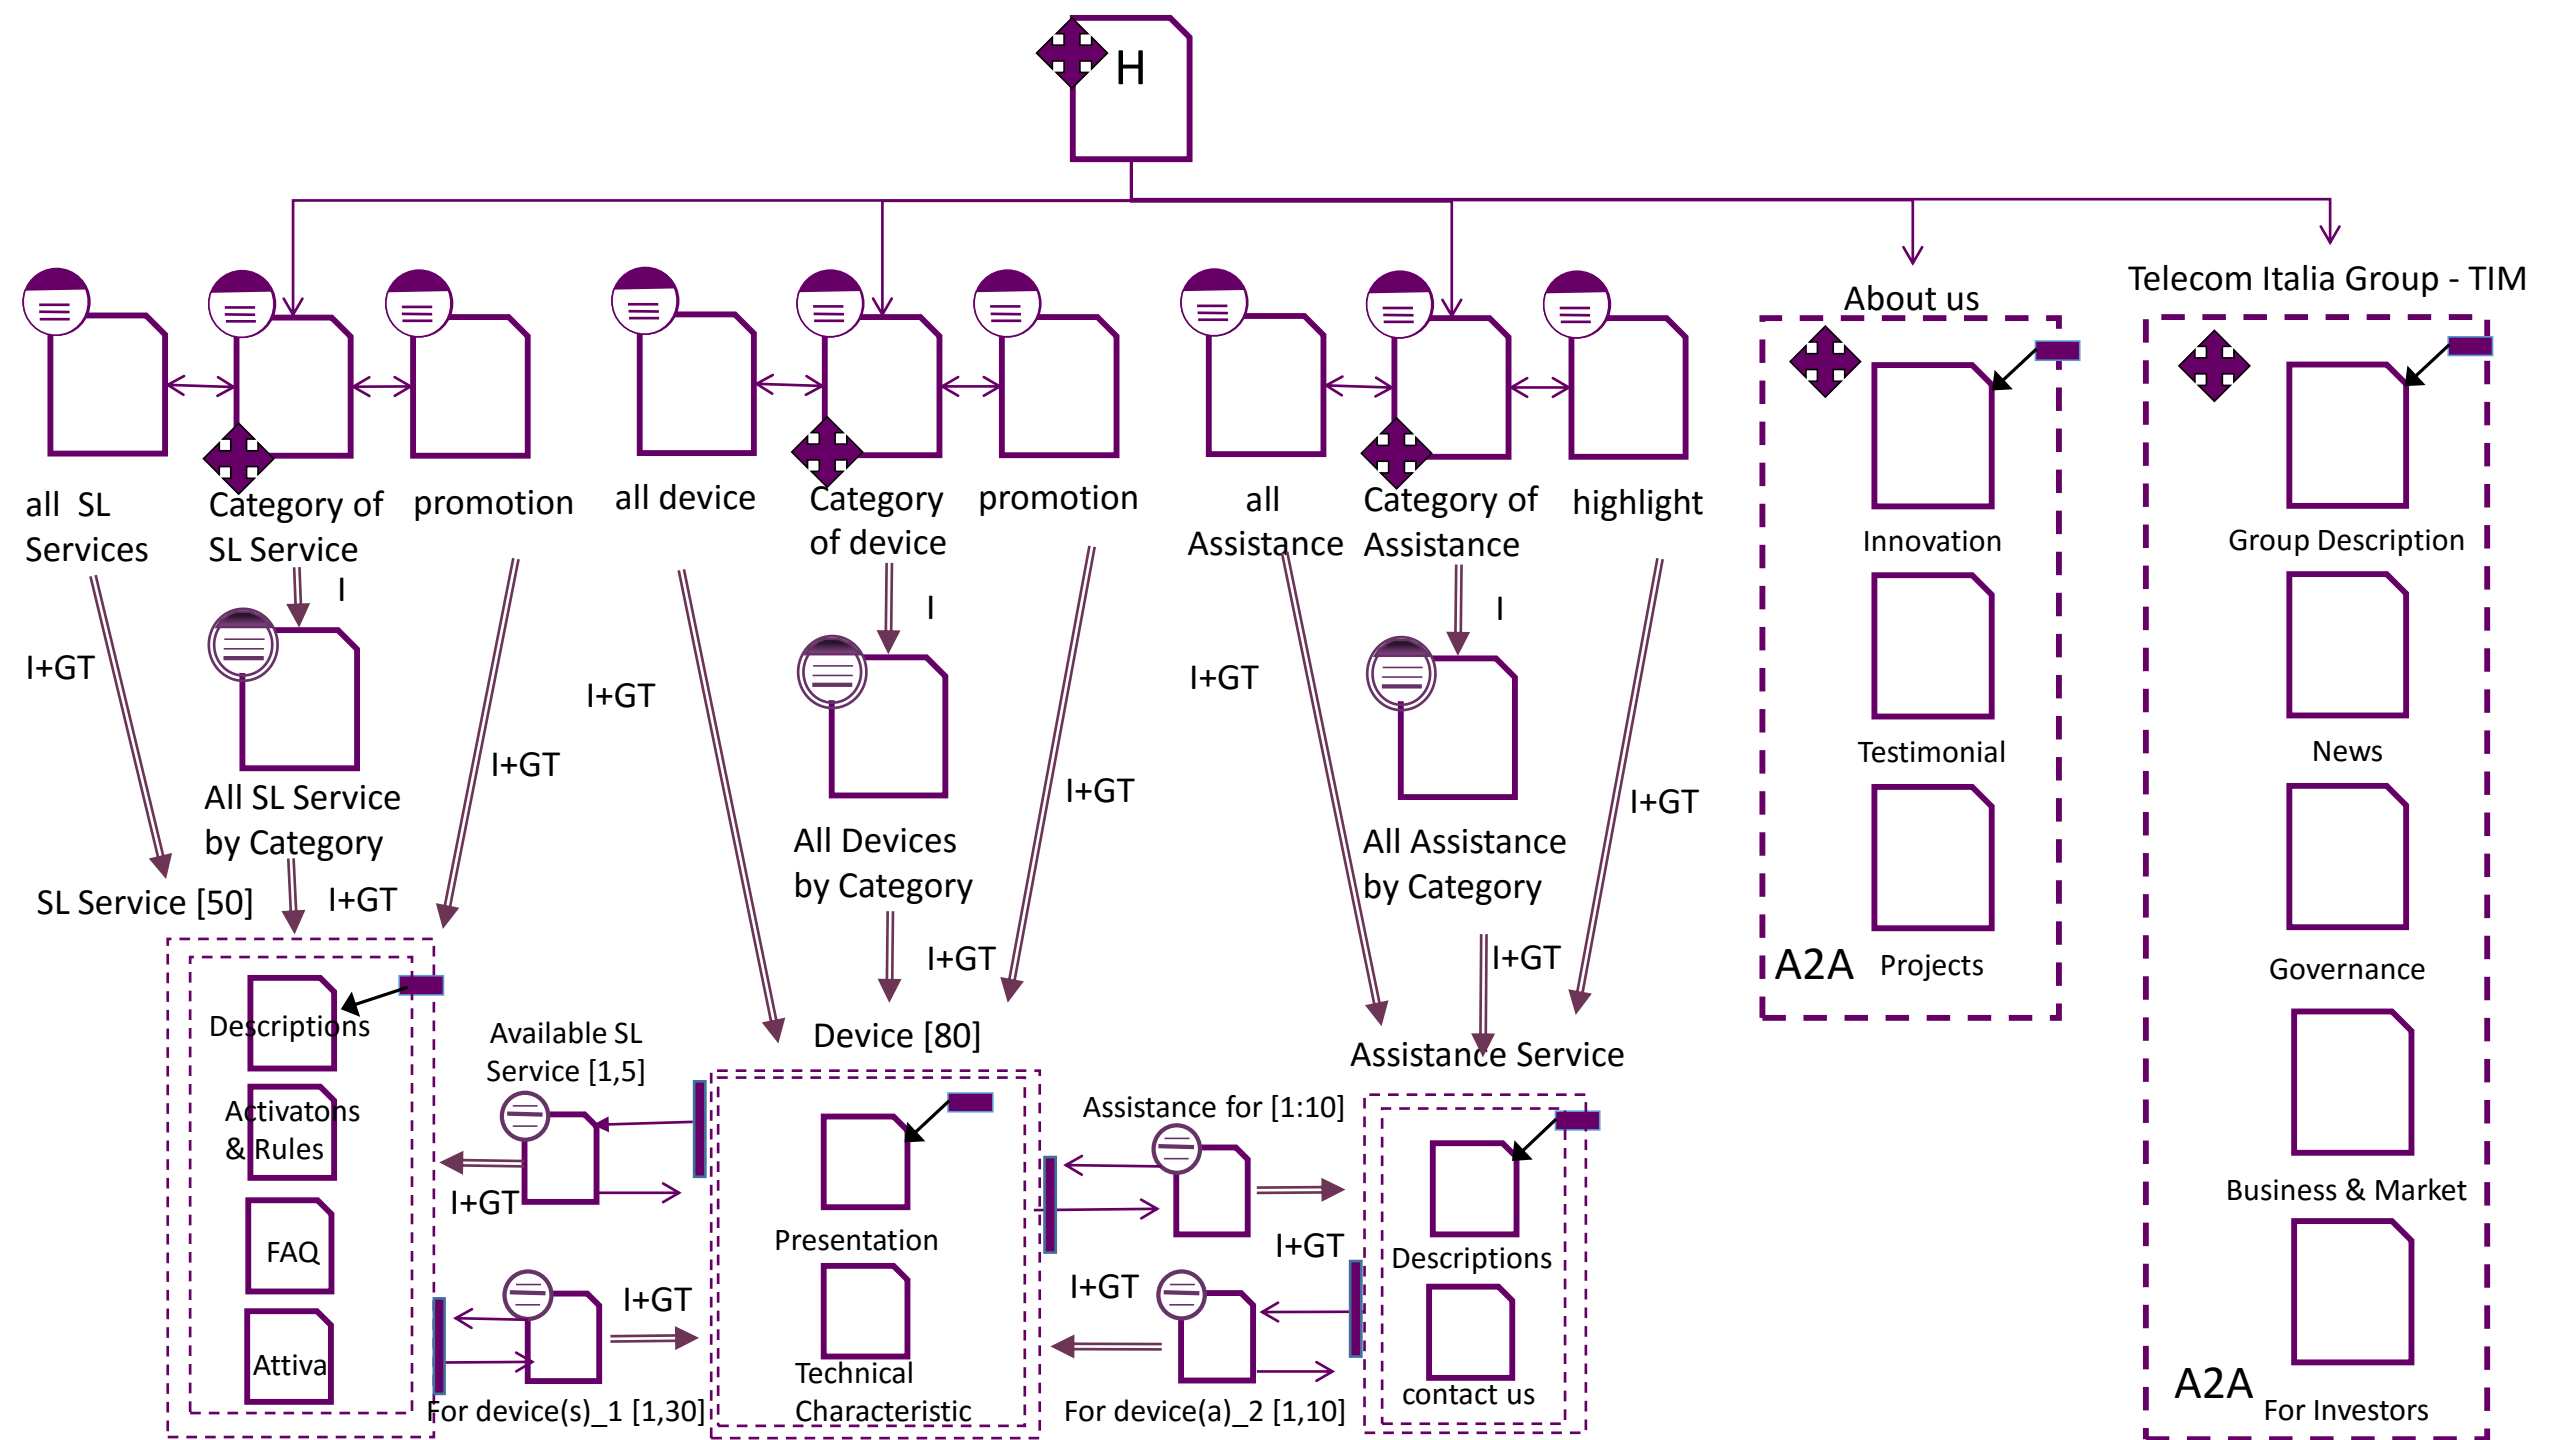 H
Telecom Italia Group - TIM
About us
all SL
Services
Category of
SL Service
promotion
all device
Category
of device
promotion
all
Assistance
Category of
Assistance
highlight
Innovation
Group Description
I
I
I
I+GT
I+GT
I+GT
I+GT
I+GT
I+GT
Testimonial
News
All SL Service
by Category
All Devices
by Category
All Assistance
by Category
SL Service [50]
I+GT
I+GT
I+GT
A2A
Projects
Governance
Descriptions
Available SL
Service [1,5]
Device [80]
Assistance Service
Activatons
& Rules
Assistance for [1:10]
I+GT
Business & Market
FAQ
Presentation
I+GT
Descriptions
I+GT
I+GT
Attiva
Technical
Characteristic
contact us
For device(s)_1 [1,30]
For device(a)_2 [1,10]
A2A
For Investors